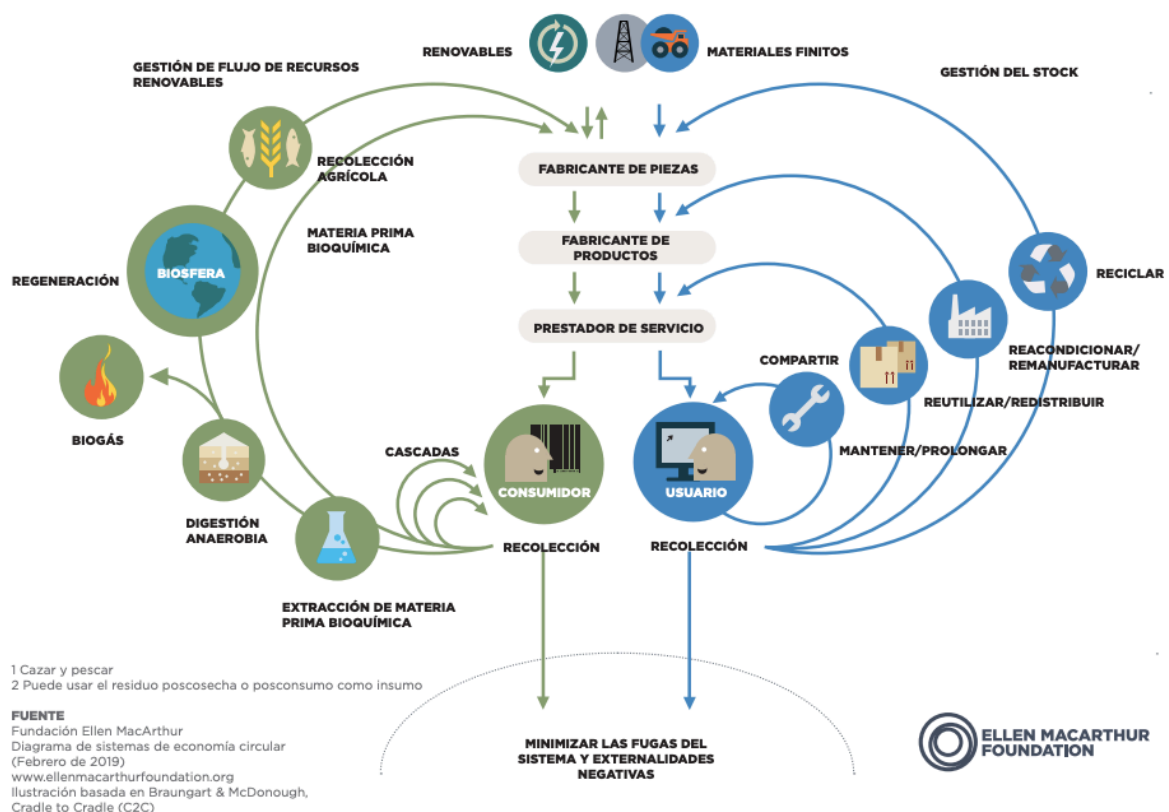 RENOVABLES
MATERIALES FINITOS
GESTIÓN DE FLUJO DE RECURSOS
RENOVABLES
GESTIÓN DEL STOCK
RECOLECCIÓN
AGRÍCOLA
FABRICANTE DE PIEZAS
MATERIA PRIMA
BIOQUÍMICA
FABRICANTE DE
PRODUCTOS
BIOSFERA
REGENERACIÓN
RECICLAR
PRESTADOR DE SERVICIO
REACONDICIONAR/
REMANUFACTURAR
COMPARTIR
REUTILIZAR/REDISTRIBUIR
BIOGÁS
CASCADAS
MANTENER/PROLONGAR
CONSUMIDOR
USUARIO
DIGESTIÓN
ANAEROBIA
RECOLECCIÓN
RECOLECCIÓN
EXTRACCIÓN DE MATERIA
PRIMA BIOQUÍMICA
1 Cazar y pescar
2 Puede usar el residuo poscosecha o posconsumo como insumo
FUENTE
Fundación Ellen MacArthur
Diagrama de sistemas de economía circular
(Febrero de 2019)
www.ellenmacarthurfoundation.org
Ilustración basada en Braungart & McDonough,
Cradle to Cradle (C2C)
MINIMIZAR LAS FUGAS DEL
SISTEMA Y EXTERNALIDADES
NEGATIVAS
ELLEN MACARTHUR
FOUNDATION